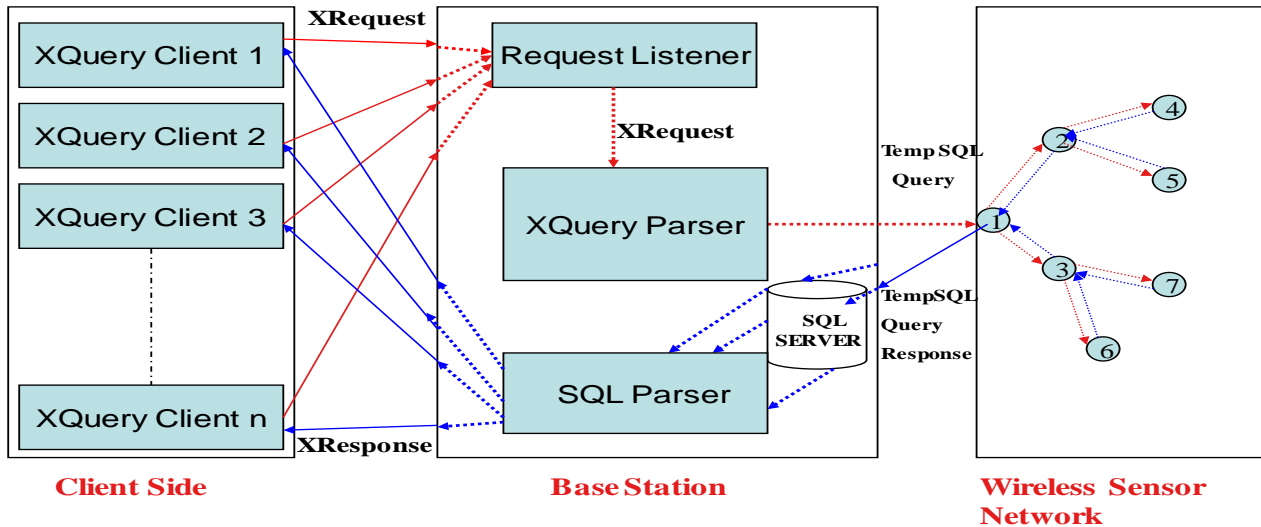 XRequest
XQuery Client 1
XQuery Client 2
XQuery Client 3
XQuery Client n
XResponse
Client Side
Request Listener
XRequest
XQuery Parser
SQL
SERVER
SQL Parser
Base Station
Temp SQL
Query
TempSQL
Query
Response
1
2
3
4
5
6
7
Wireless Sensor
Network